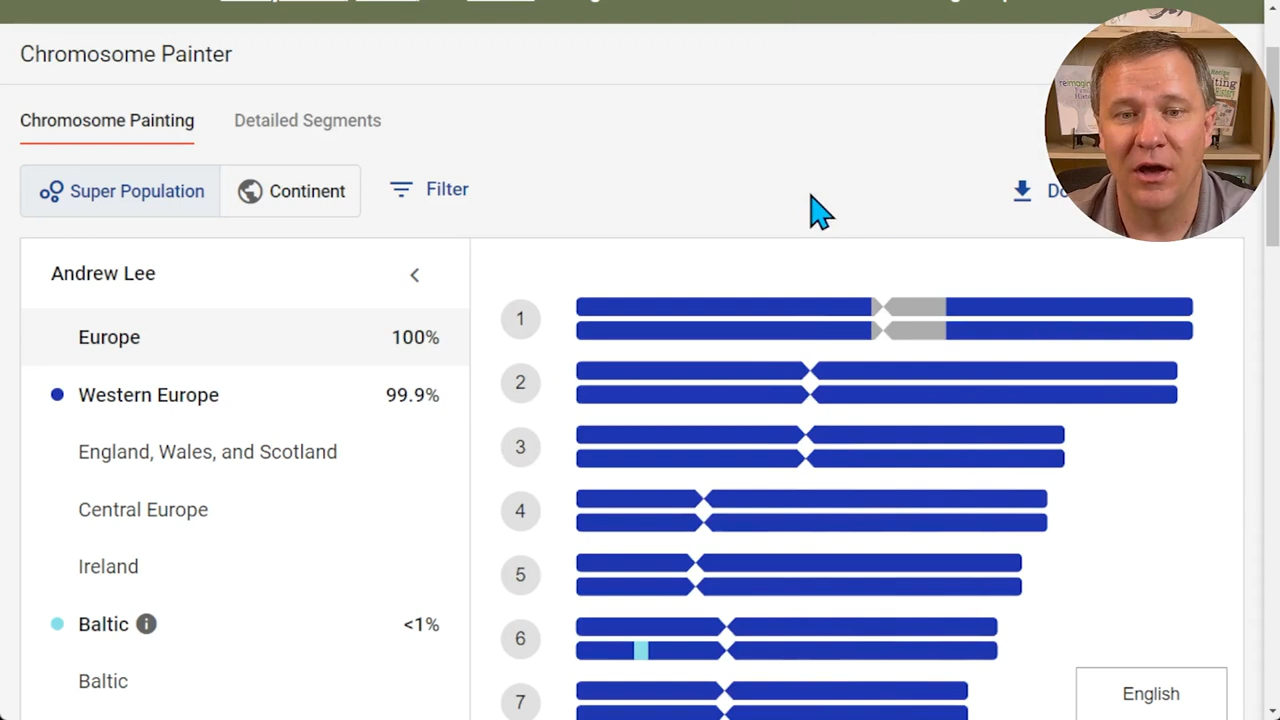 Chromosome Painter
Chromosome Painting
Detailed Segments
Super Population
Continent
Filter
Andrew Lee
Europe 100%
Western Europe 99.9%
England, Wales, and Scotland
Central Europe
Ireland
Baltic <1%
Baltic
1
2
3
4
5
6
7
English